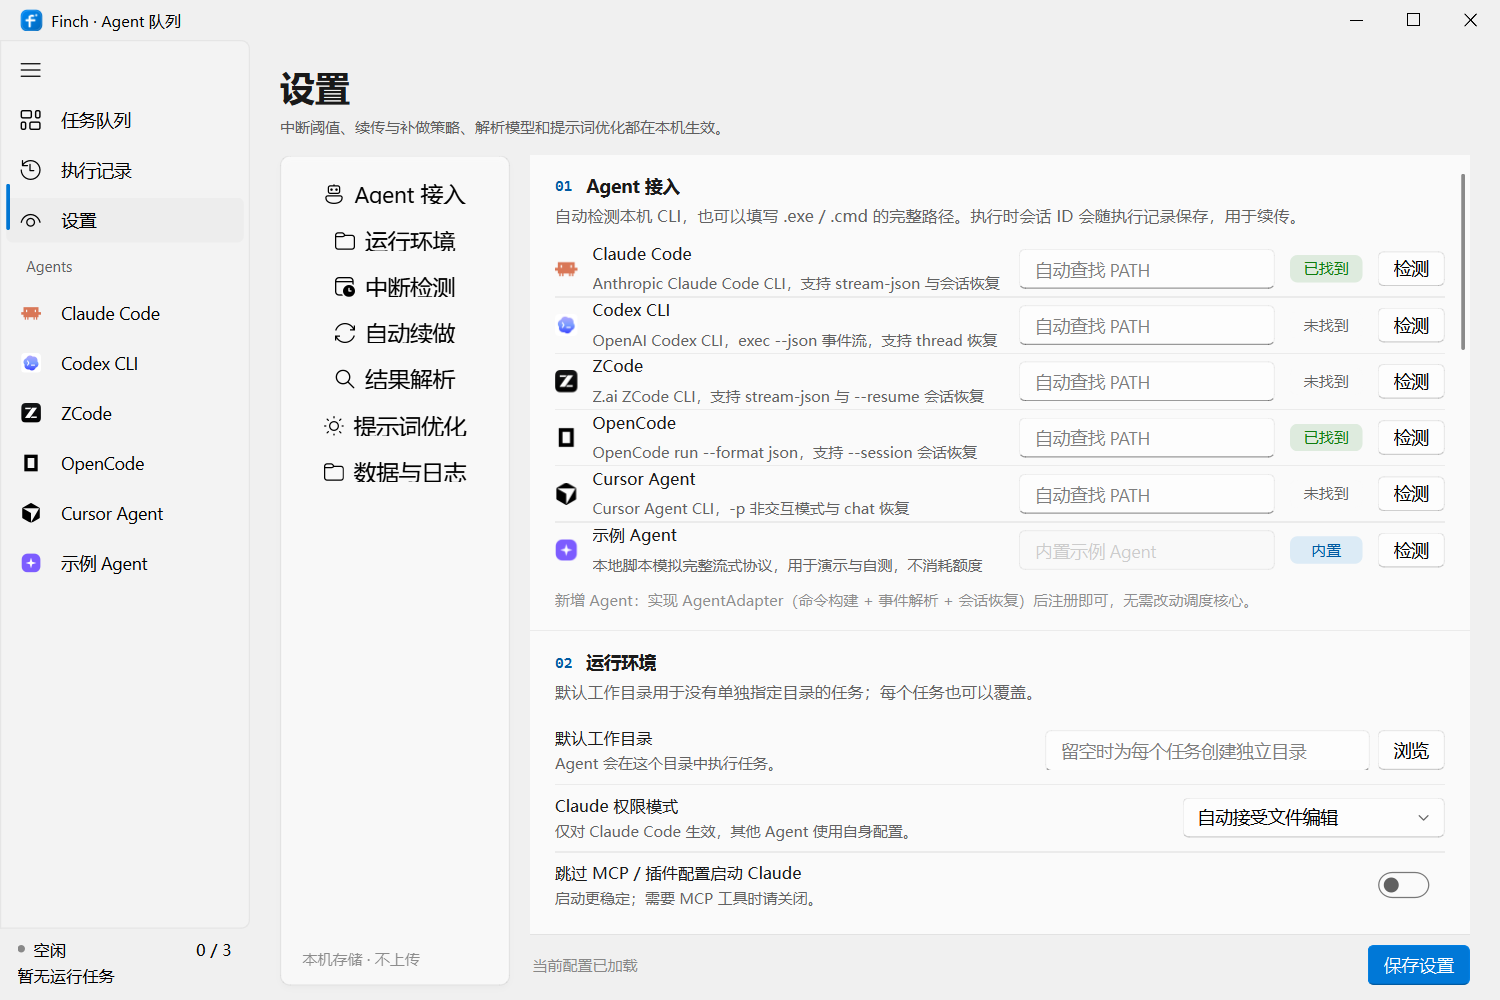 Finch · Agent 队列
任务队列
执行记录
设置
Agents
Claude Code
Codex CLI
ZCode
OpenCode
Cursor Agent
示例 Agent
空闲 0 / 3
暂无运行任务
设置
中断阈值、续传与补做策略、解析模型和提示词优化都在本机生效。
Agent 接入
运行环境
中断检测
自动续做
结果解析
提示词优化
数据与日志
本机存储 · 不上传
01 Agent 接入
自动检测本机 CLI，也可以填写 .exe / .cmd 的完整路径。执行时会话 ID 会随执行记录保存，用于续传。
Claude Code
Anthropic Claude Code CLI，支持 stream-json 与会话恢复
自动查找 PATH 已找到 检测
Codex CLI
OpenAI Codex CLI，exec --json 事件流，支持 thread 恢复
自动查找 PATH 未找到 检测
ZCode
Z.ai ZCode CLI，支持 stream-json 与 --resume 会话恢复
自动查找 PATH 未找到 检测
OpenCode
OpenCode run --format json，支持 --session 会话恢复
自动查找 PATH 已找到 检测
Cursor Agent
Cursor Agent CLI，-p 非交互模式与 chat 恢复
自动查找 PATH 未找到 检测
示例 Agent
本地脚本模拟完整流式协议，用于演示与自测，不消耗额度
内置示例 Agent 内置 检测
新增 Agent：实现 AgentAdapter（命令构建 + 事件解析 + 会话恢复）后注册即可，无需改动调度核心。
02 运行环境
默认工作目录用于没有单独指定目录的任务；每个任务也可以覆盖。
默认工作目录
Agent 会在这个目录中执行任务。
留空时为每个任务创建独立目录 浏览
Claude 权限模式
仅对 Claude Code 生效，其他 Agent 使用自身配置。
自动接受文件编辑
跳过 MCP / 插件配置启动 Claude
启动更稳定；需要 MCP 工具时请关闭。
当前配置已加载
保存设置